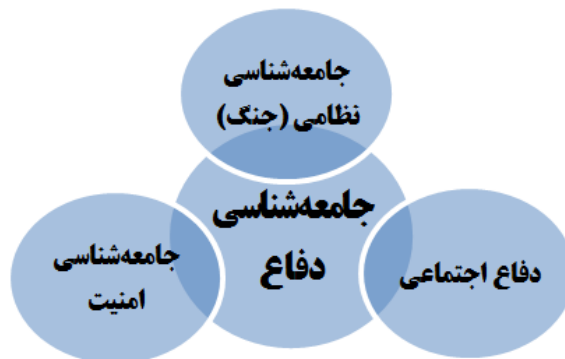 جامعه‌شناسی
نظامی (جنگ)
جامعه‌شناسی
دفاع
دفاع اجتماعی
جامعه‌شناسی
امنیت